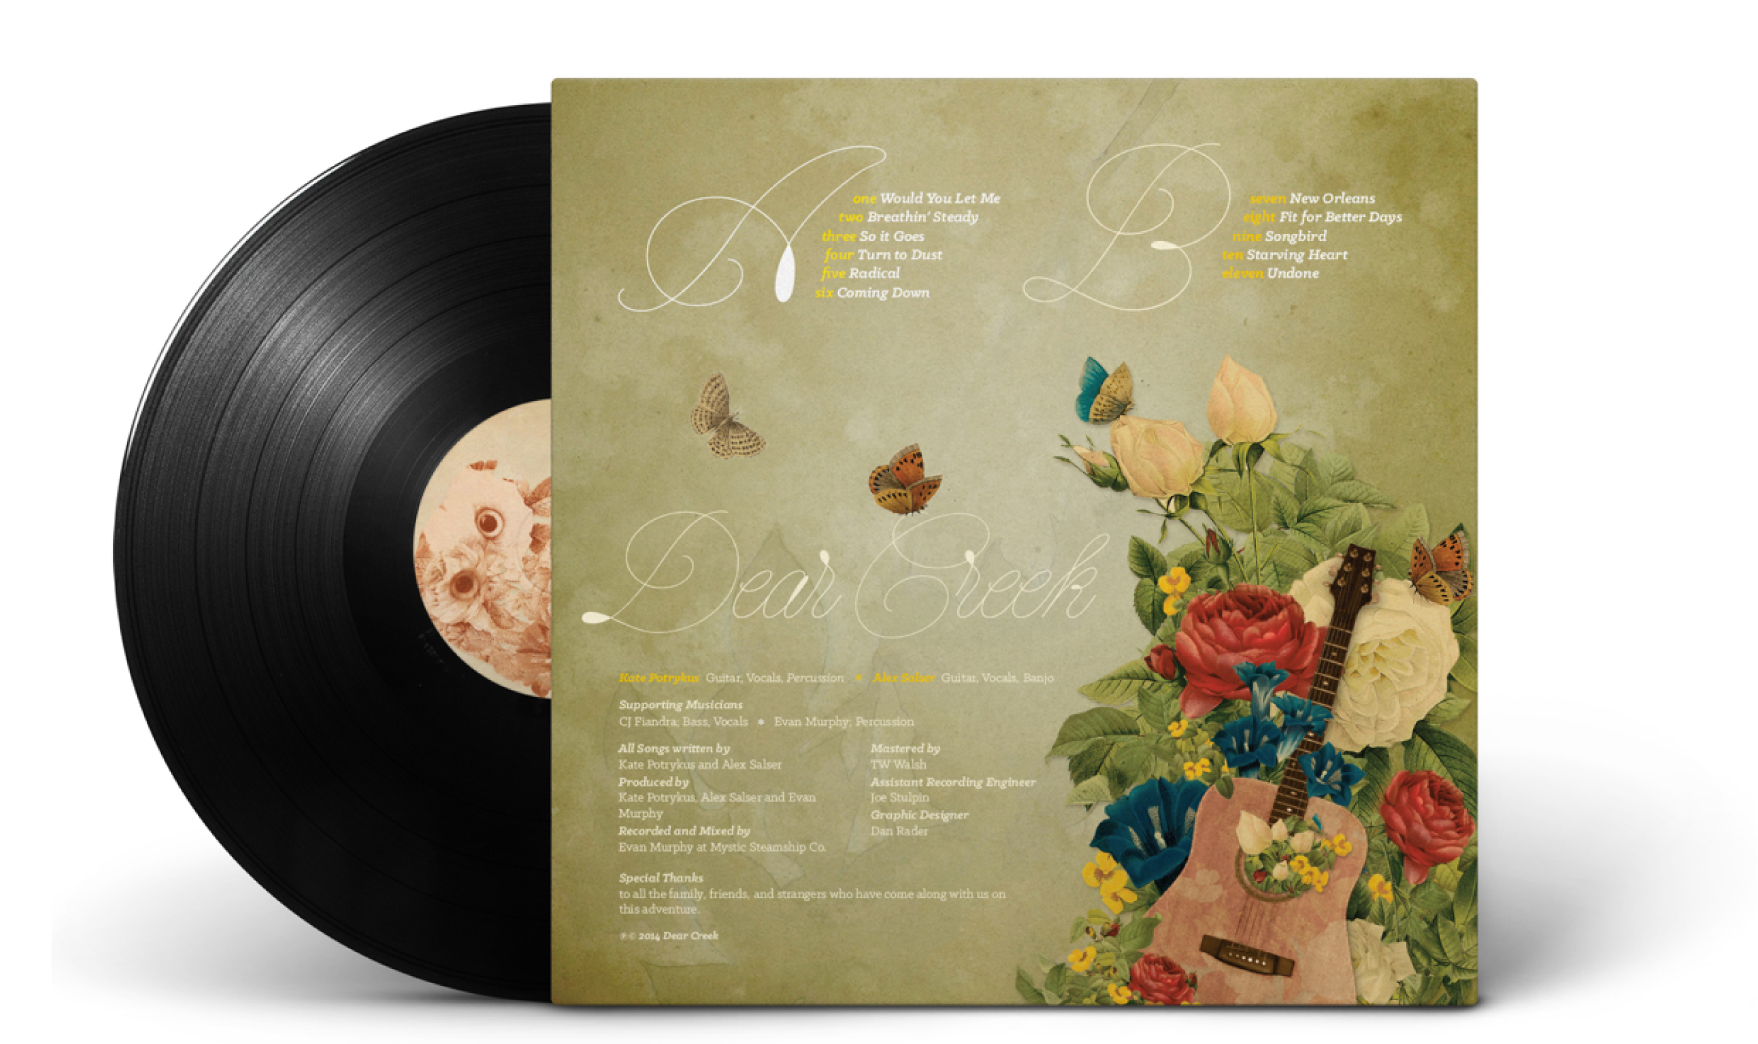 A
one Would You Let Me
two Breathin' Steady
three So it Goes
four Turn to Dust
five Radical
six Coming Down
B
seven New Orleans
eight Fit for Better Days
nine Songbird
ten Starving Heart
eleven Undone
Dear Creek
Kate Potrykus Guitar, Vocals, Percussion • Alex Salser Guitar, Vocals, Banjo
Supporting Musicians
CJ Fiandra; Bass, Vocals • Evan Murphy; Percussion
All Songs written by
Kate Potrykus and Alex Salser
Produced by
Kate Potrykus, Alex Salser and Evan
Murphy
Recorded and Mixed by
Evan Murphy at Mystic Steamship Co.
Mastered by
TW Walsh
Assistant Recording Engineer
Joe Stulpin
Graphic Designer
Dan Rader
Special Thanks
to all the family, friends, and strangers who have come along with us on
this adventure.
℗© 2014 Dear Creek